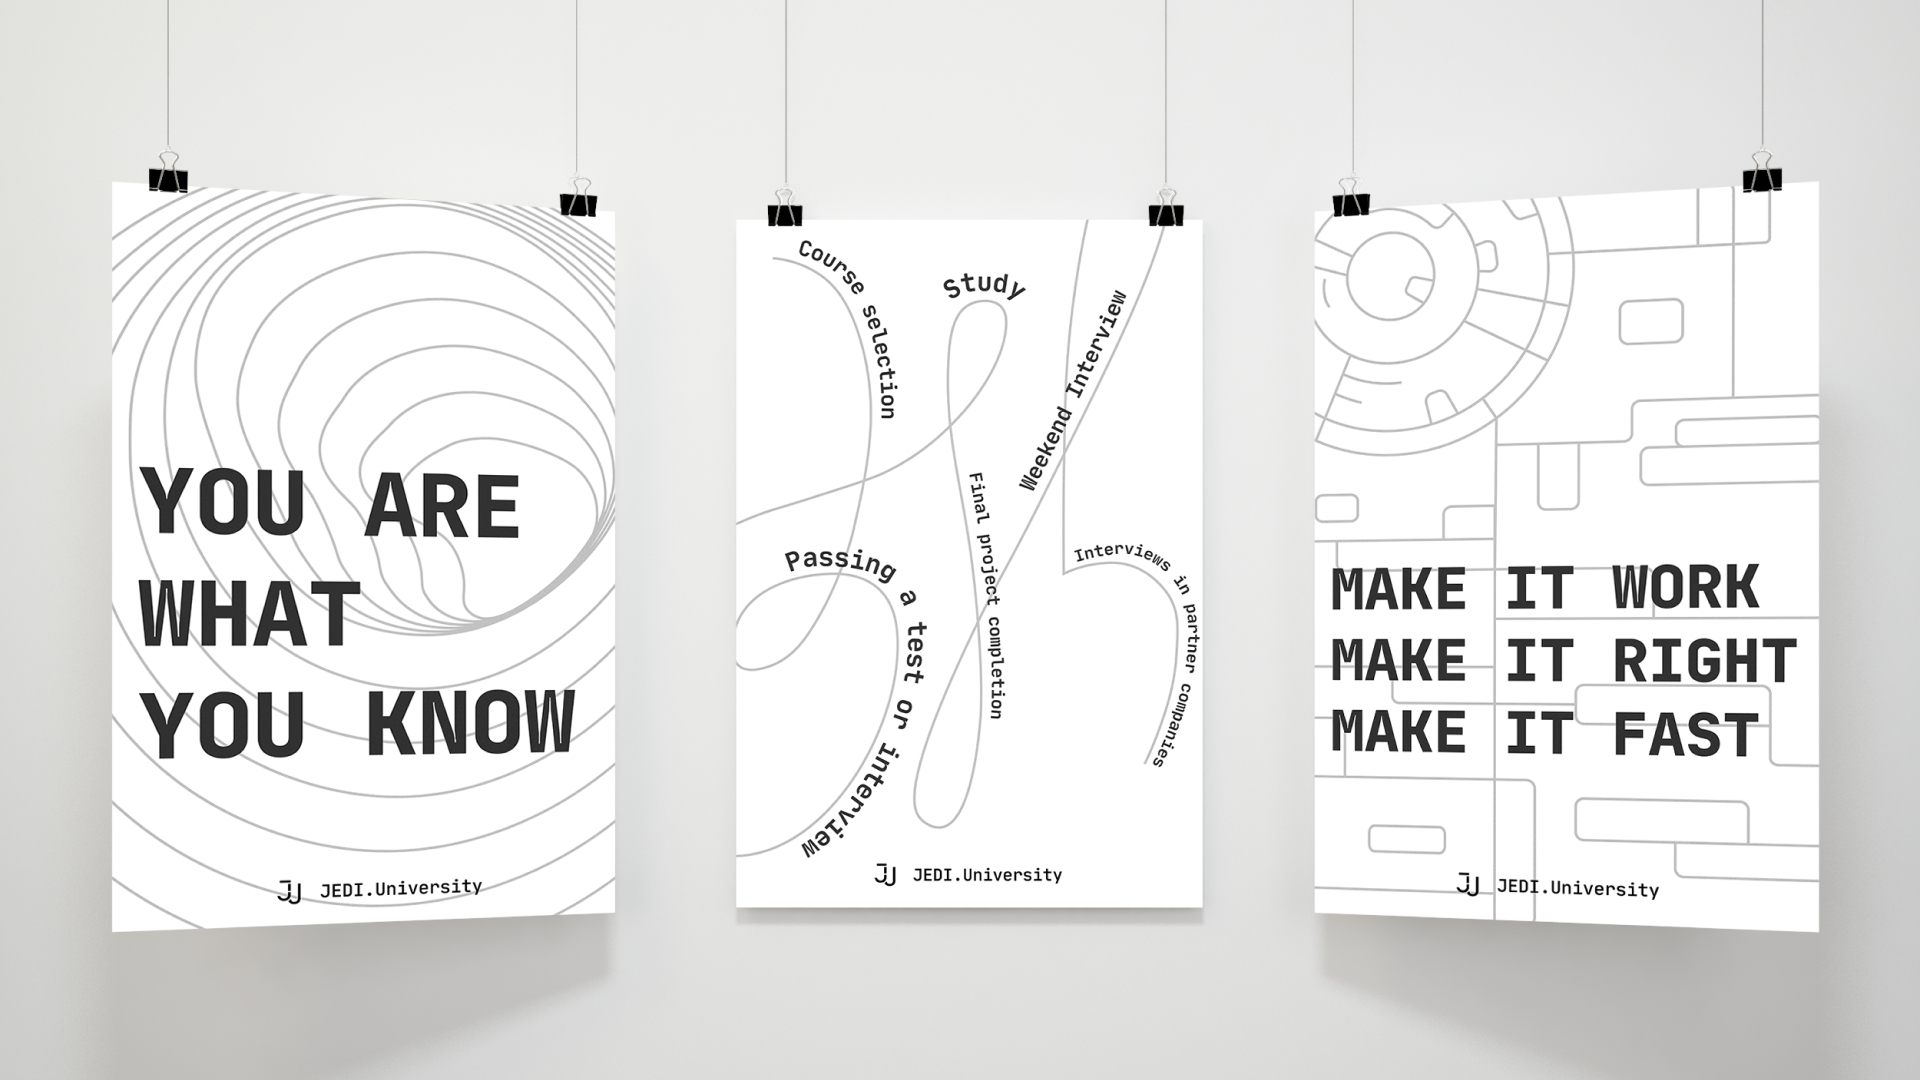 YOU ARE
WHAT
YOU KNOW
JEDI.University
Course selection
Study
Weekend Interview
Final project completion
Passing a test or interview
Interviews in partner companies
JEDI.University
MAKE IT WORK
MAKE IT RIGHT
MAKE IT FAST
JEDI.University